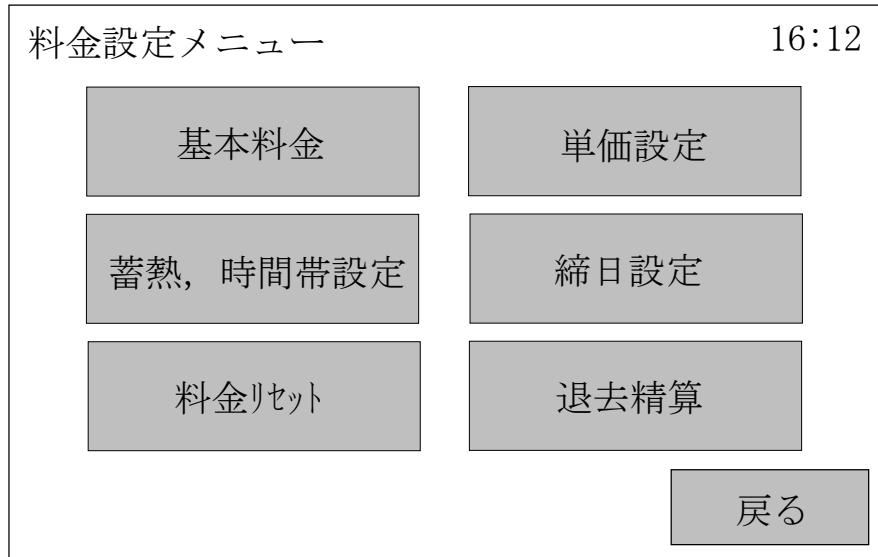 料金設定メニュー 16:12
基本料金 単価設定
蓄熱，時間帯設定 締日設定
料金ﾘｾｯﾄ 退去精算
戻る